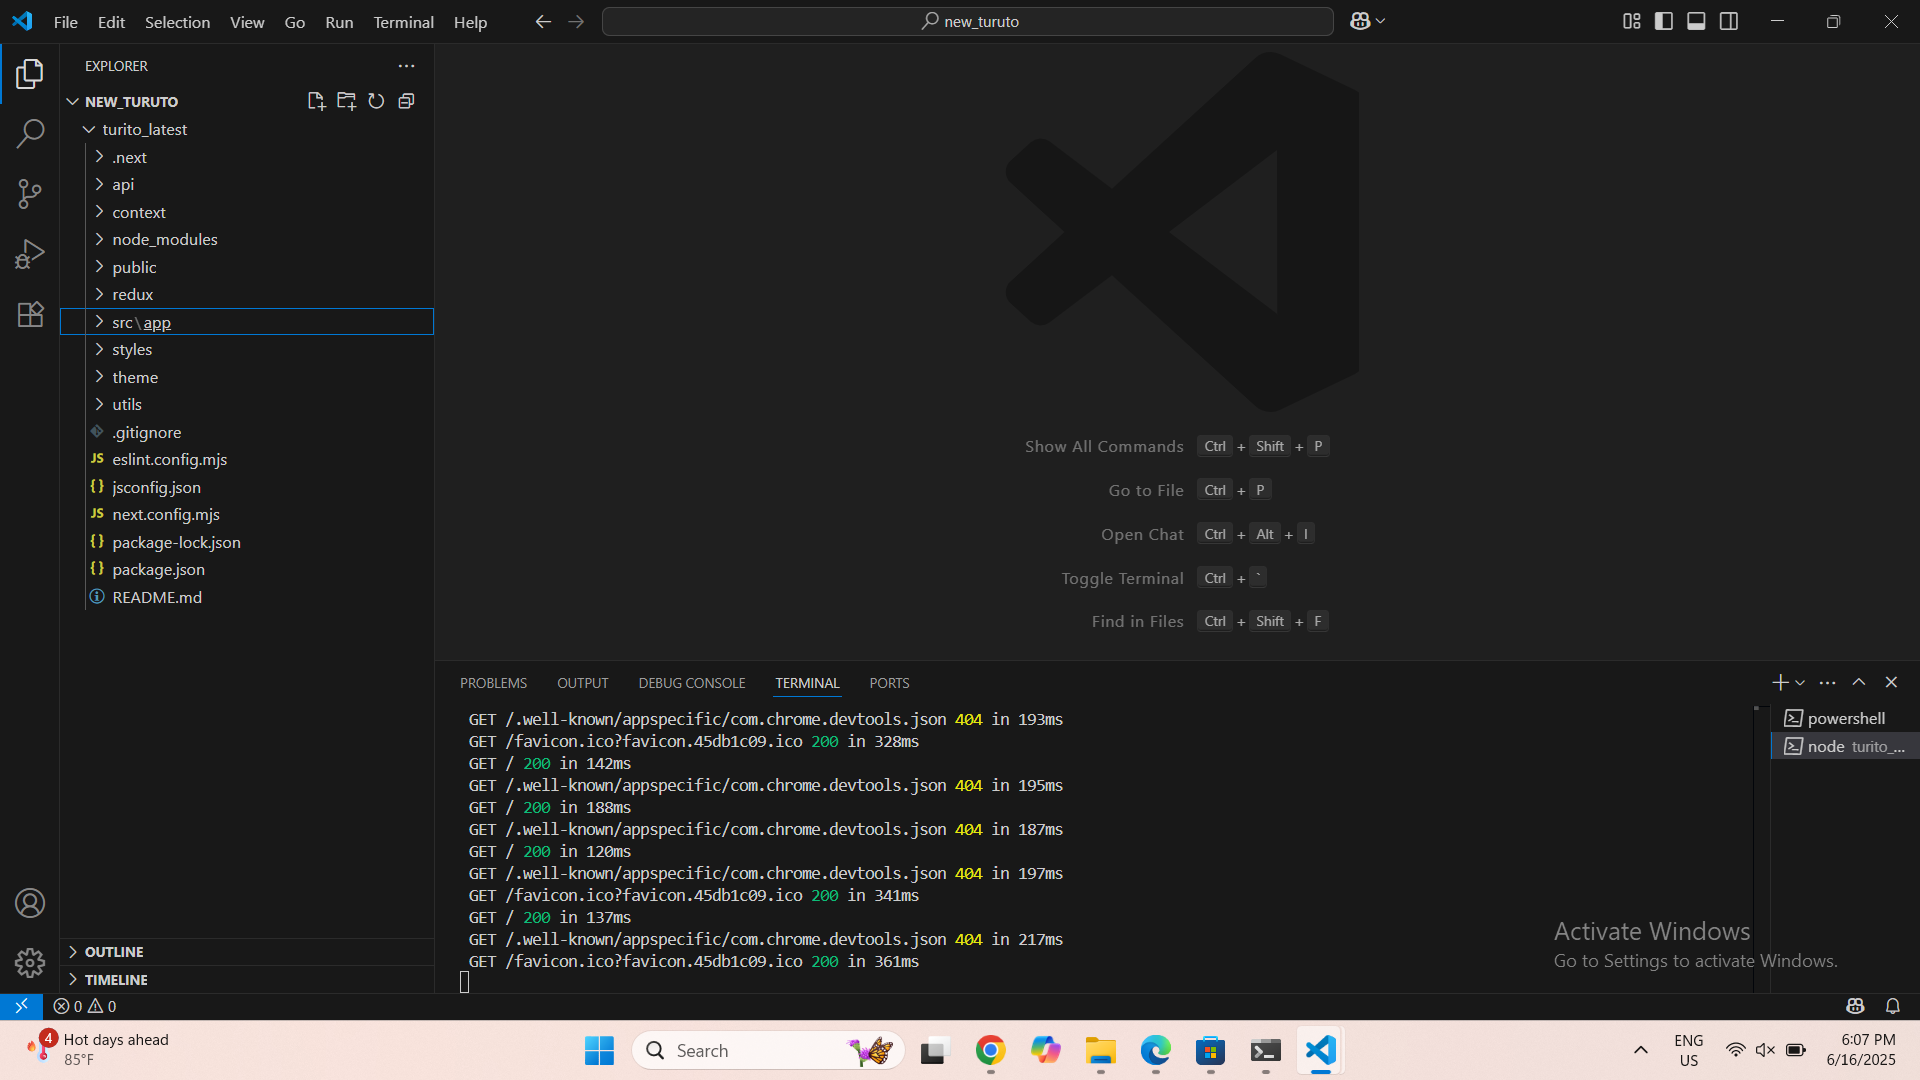 File Edit Selection View Go Run Terminal Help
new_turuto
EXPLORER
NEW_TURUTO
turito_latest
.next
api
context
node_modules
public
redux
src\app
styles
theme
utils
.gitignore
JS eslint.config.mjs
{} jsconfig.json
JS next.config.mjs
{} package-lock.json
{} package.json
README.md
OUTLINE
TIMELINE
Show All Commands Ctrl + Shift + P
Go to File Ctrl + P
Open Chat Ctrl + Alt + I
Toggle Terminal Ctrl + `
Find in Files Ctrl + Shift + F
PROBLEMS OUTPUT DEBUG CONSOLE TERMINAL PORTS
GET /.well-known/appspecific/com.chrome.devtools.json 404 in 193ms
GET /favicon.ico?favicon.45db1c09.ico 200 in 328ms
GET / 200 in 142ms
GET /.well-known/appspecific/com.chrome.devtools.json 404 in 195ms
GET / 200 in 188ms
GET /.well-known/appspecific/com.chrome.devtools.json 404 in 187ms
GET / 200 in 120ms
GET /.well-known/appspecific/com.chrome.devtools.json 404 in 197ms
GET /favicon.ico?favicon.45db1c09.ico 200 in 341ms
GET / 200 in 137ms
GET /.well-known/appspecific/com.chrome.devtools.json 404 in 217ms
GET /favicon.ico?favicon.45db1c09.ico 200 in 361ms
powershell
node turito_...
Activate Windows
Go to Settings to activate Windows.
0 0
4
Hot days ahead
85°F
Search
ENG
US
6:07 PM
6/16/2025